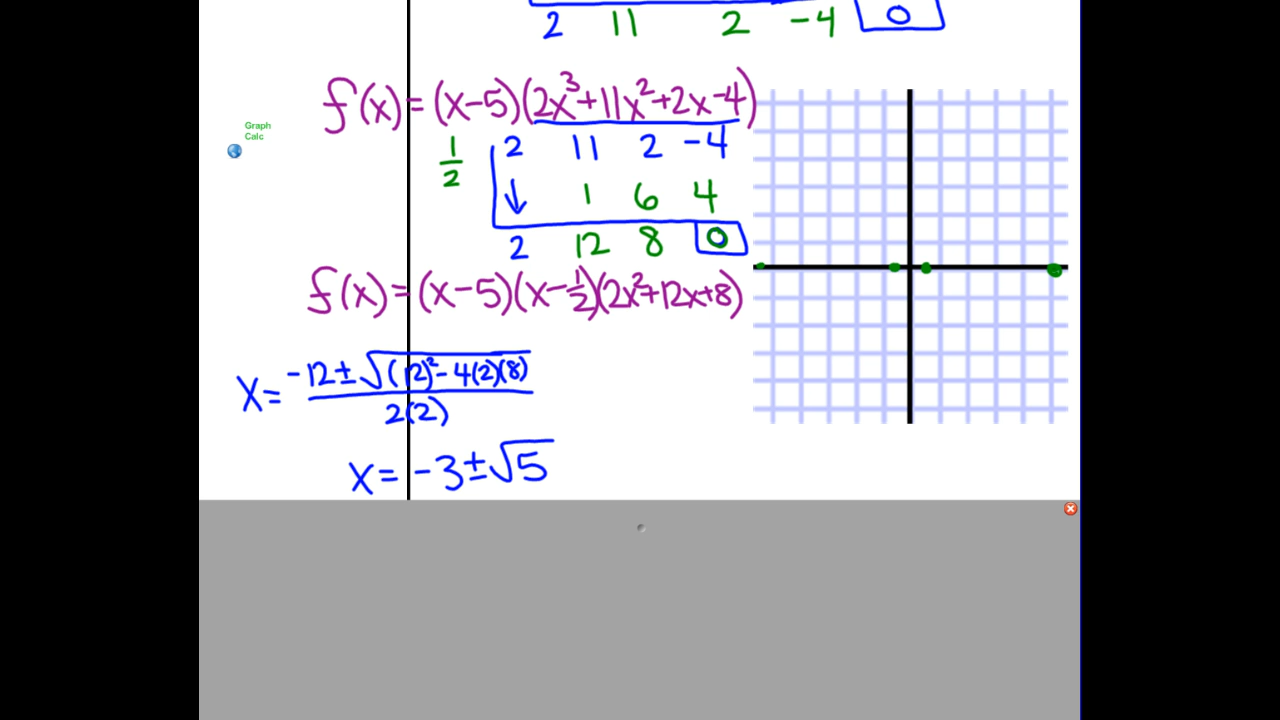 2 11 2 -4 0
f(x) = (x-5)(2x³+11x²+2x-4)
Graph
Calc
1/2 2 11 2 -4
↓ 1 6 4
2 12 8 0
f(x) = (x-5)(x-1/2)(2x²+12x+8)
x = (-12 ± √((12)²-4(2)(8)))/(2(2))
x = -3 ± √5